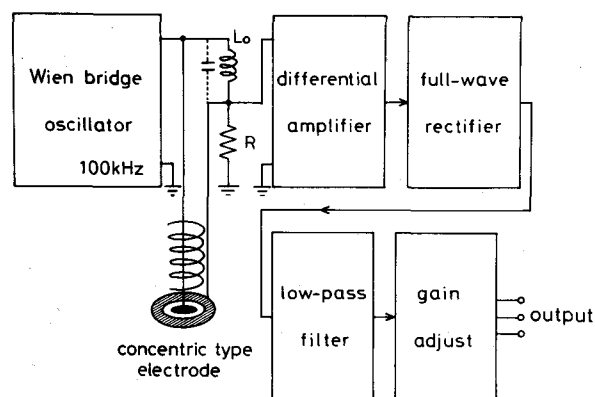 Wien bridge
oscillator
100kHz
Lo
R
differential
amplifier
full-wave
rectifier
concentric type
electrode
low-pass
filter
gain
adjust
output